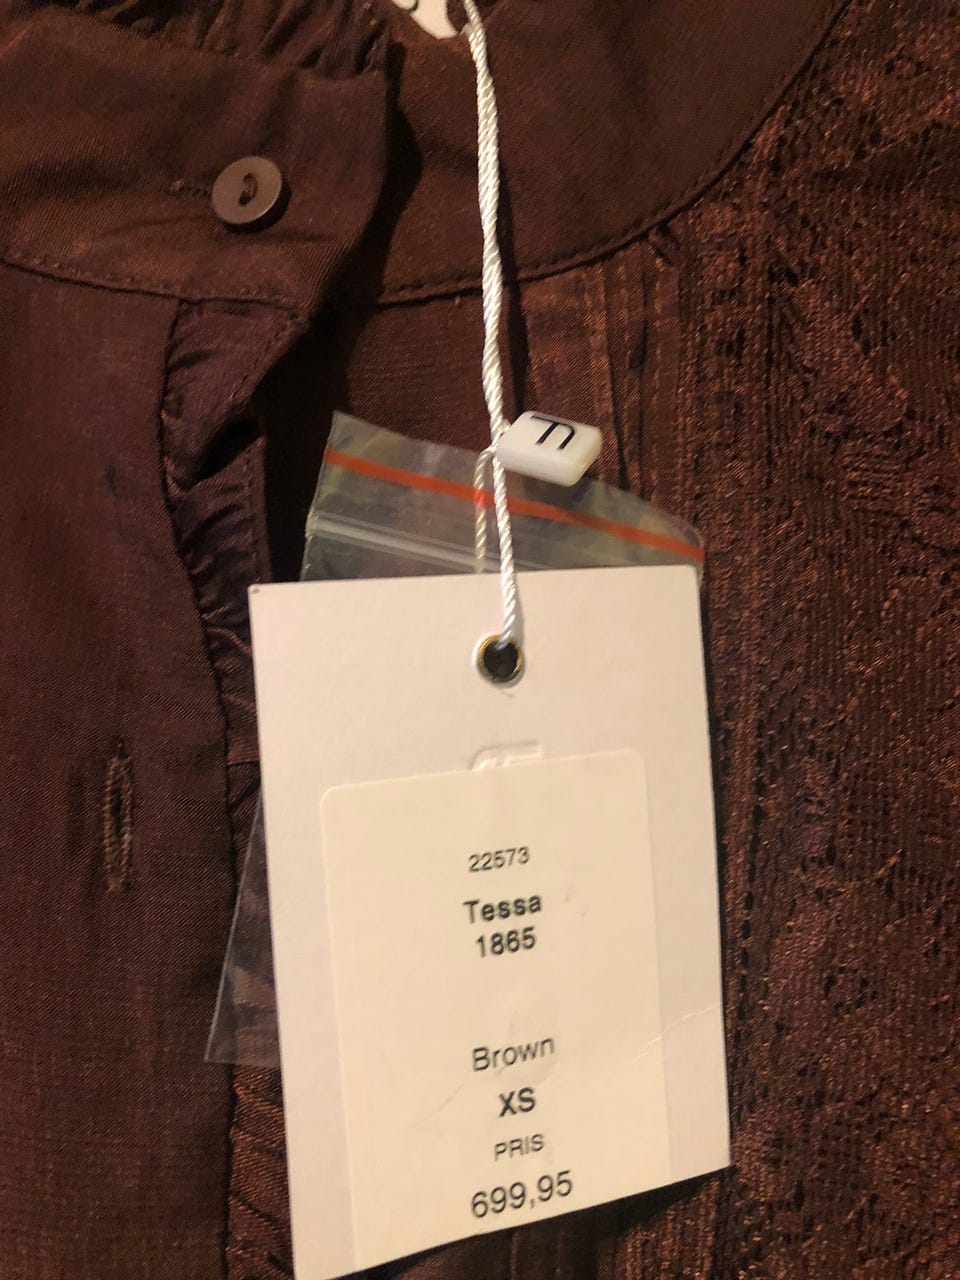 22573
Tessa
1865
Brown
XS
PRIS
699,95